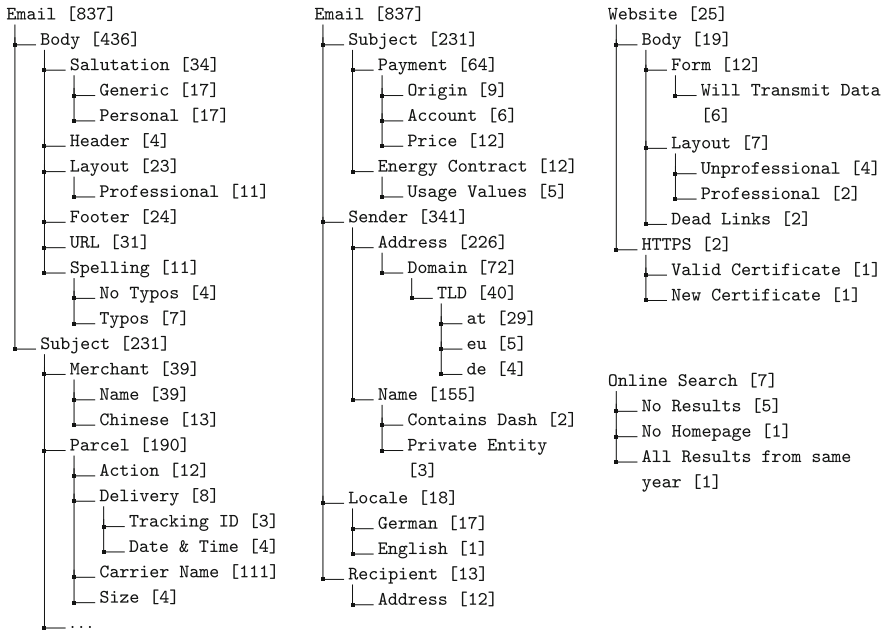 Email [837]
Body [436]
Salutation [34]
Generic [17]
Personal [17]
Header [4]
Layout [23]
Professional [11]
Footer [24]
URL [31]
Spelling [11]
No Typos [4]
Typos [7]
Subject [231]
Merchant [39]
Name [39]
Chinese [13]
Parcel [190]
Action [12]
Delivery [8]
Tracking ID [3]
Date & Time [4]
Carrier Name [111]
Size [4]
...
Email [837]
Subject [231]
Payment [64]
Origin [9]
Account [6]
Price [12]
Energy Contract [12]
Usage Values [5]
Sender [341]
Address [226]
Domain [72]
TLD [40]
at [29]
eu [5]
de [4]
Name [155]
Contains Dash [2]
Private Entity
[3]
Locale [18]
German [17]
English [1]
Recipient [13]
Address [12]
Website [25]
Body [19]
Form [12]
Will Transmit Data
[6]
Layout [7]
Unprofessional [4]
Professional [2]
Dead Links [2]
HTTPS [2]
Valid Certificate [1]
New Certificate [1]
Online Search [7]
No Results [5]
No Homepage [1]
All Results from same
year [1]